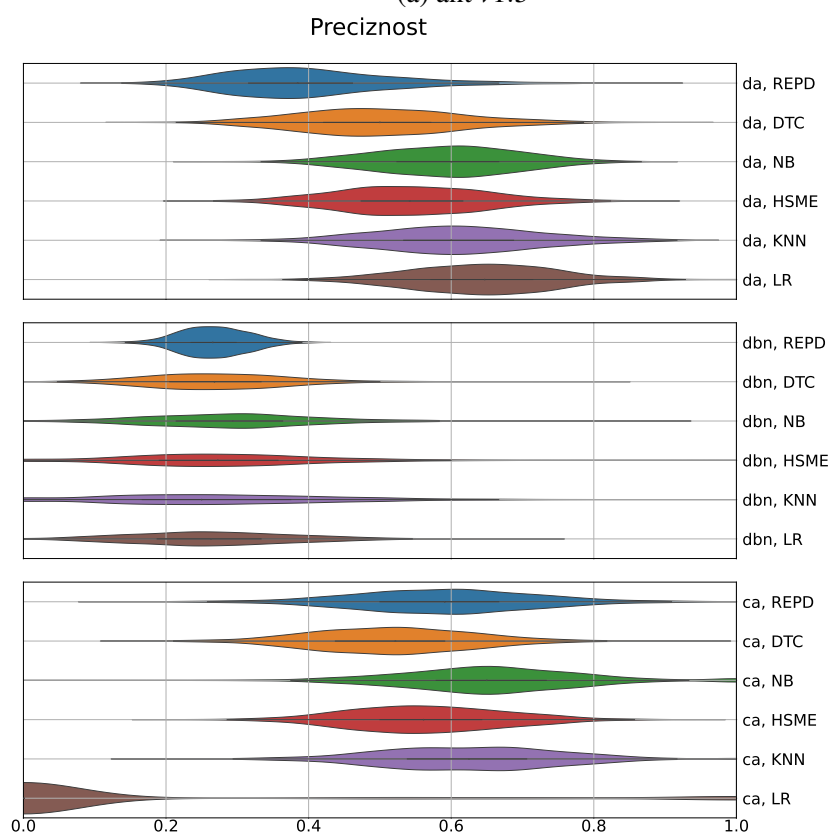 Preciznost
da, REPD
da, DTC
da, NB
da, HSME
da, KNN
da, LR
dbn, REPD
dbn, DTC
dbn, NB
dbn, HSME
dbn, KNN
dbn, LR
ca, REPD
ca, DTC
ca, NB
ca, HSME
ca, KNN
ca, LR
0.0 0.2 0.4 0.6 0.8 1.0